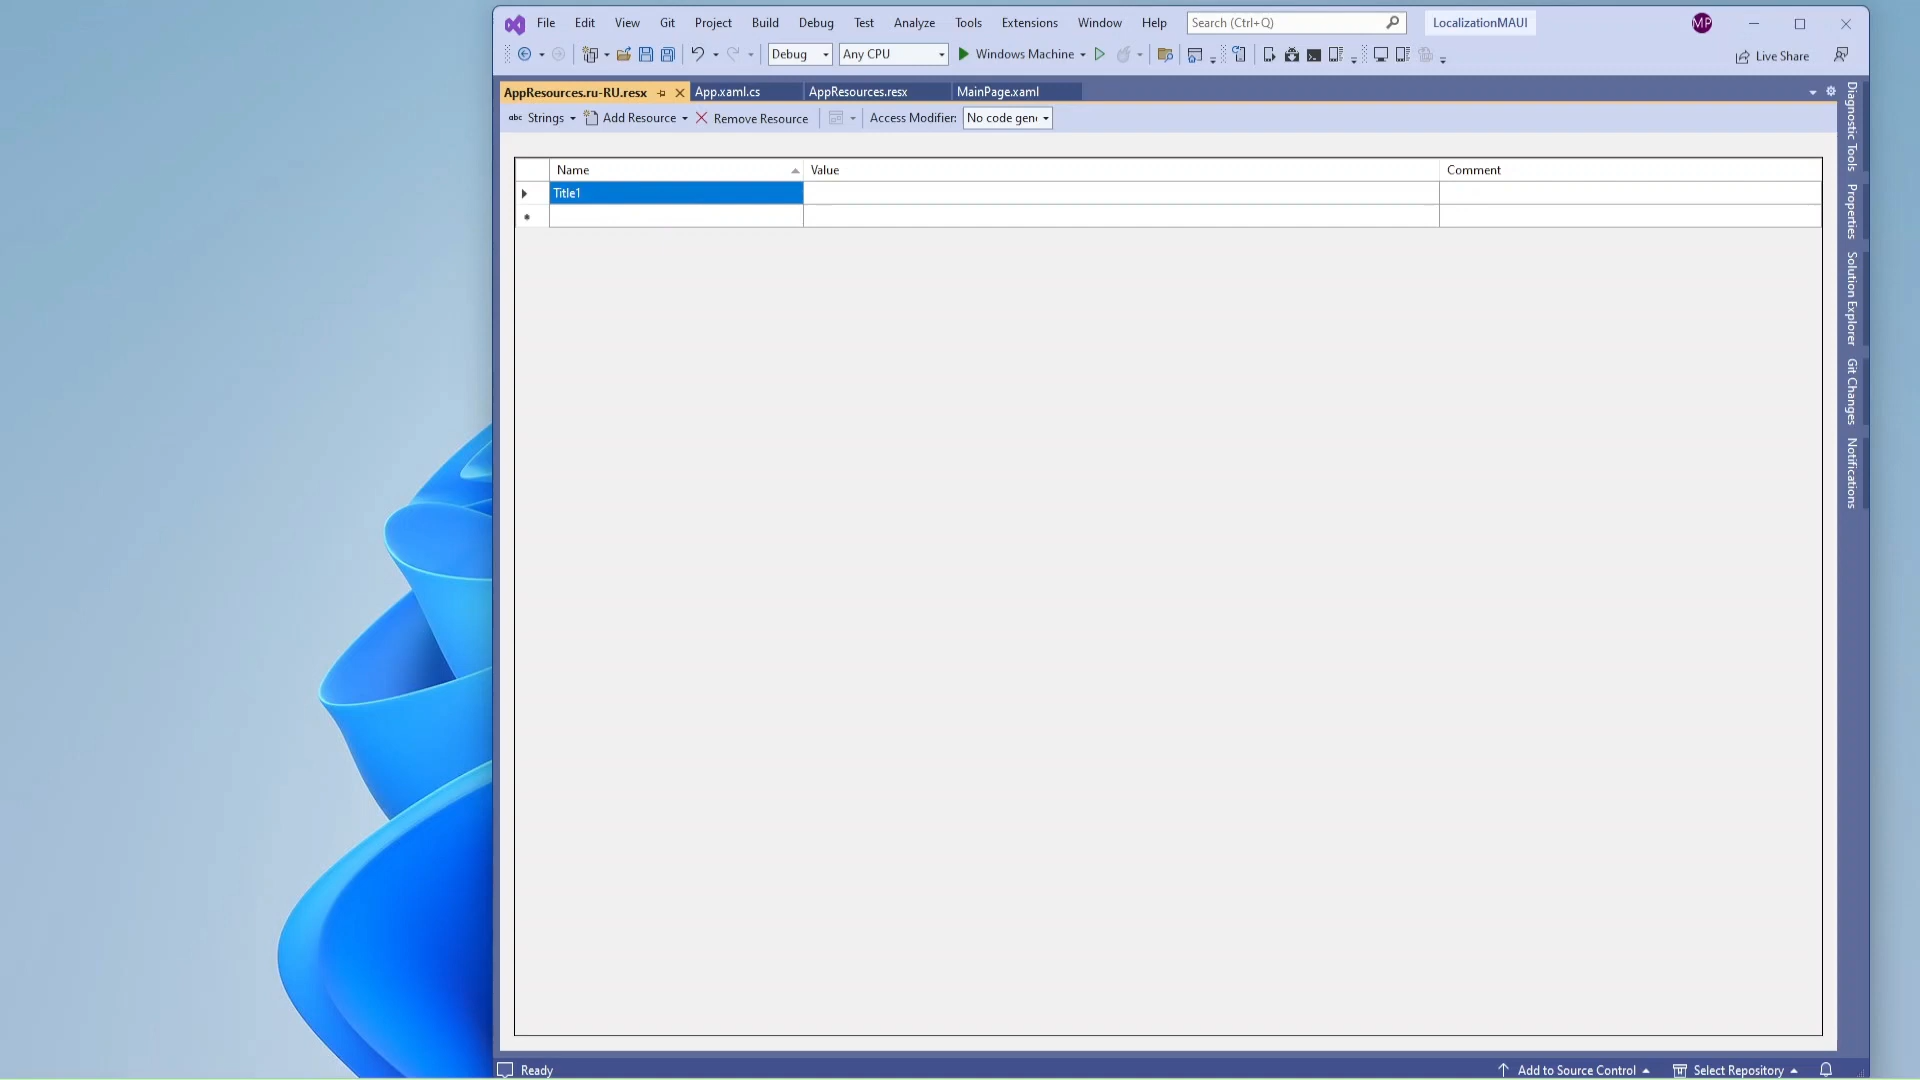 File Edit View Git Project Build Debug Test Analyze Tools Extensions Window Help Search (Ctrl+Q) LocalizationMAUI MP
Debug Any CPU Windows Machine Live Share
AppResources.ru-RU.resx App.xaml.cs AppResources.resx MainPage.xaml
abc Strings Add Resource Remove Resource Access Modifier: No code gen
Name Value Comment
Title1
Diagnostic Tools
Properties
Solution Explorer
Git Changes
Notifications
Ready Add to Source Control Select Repository